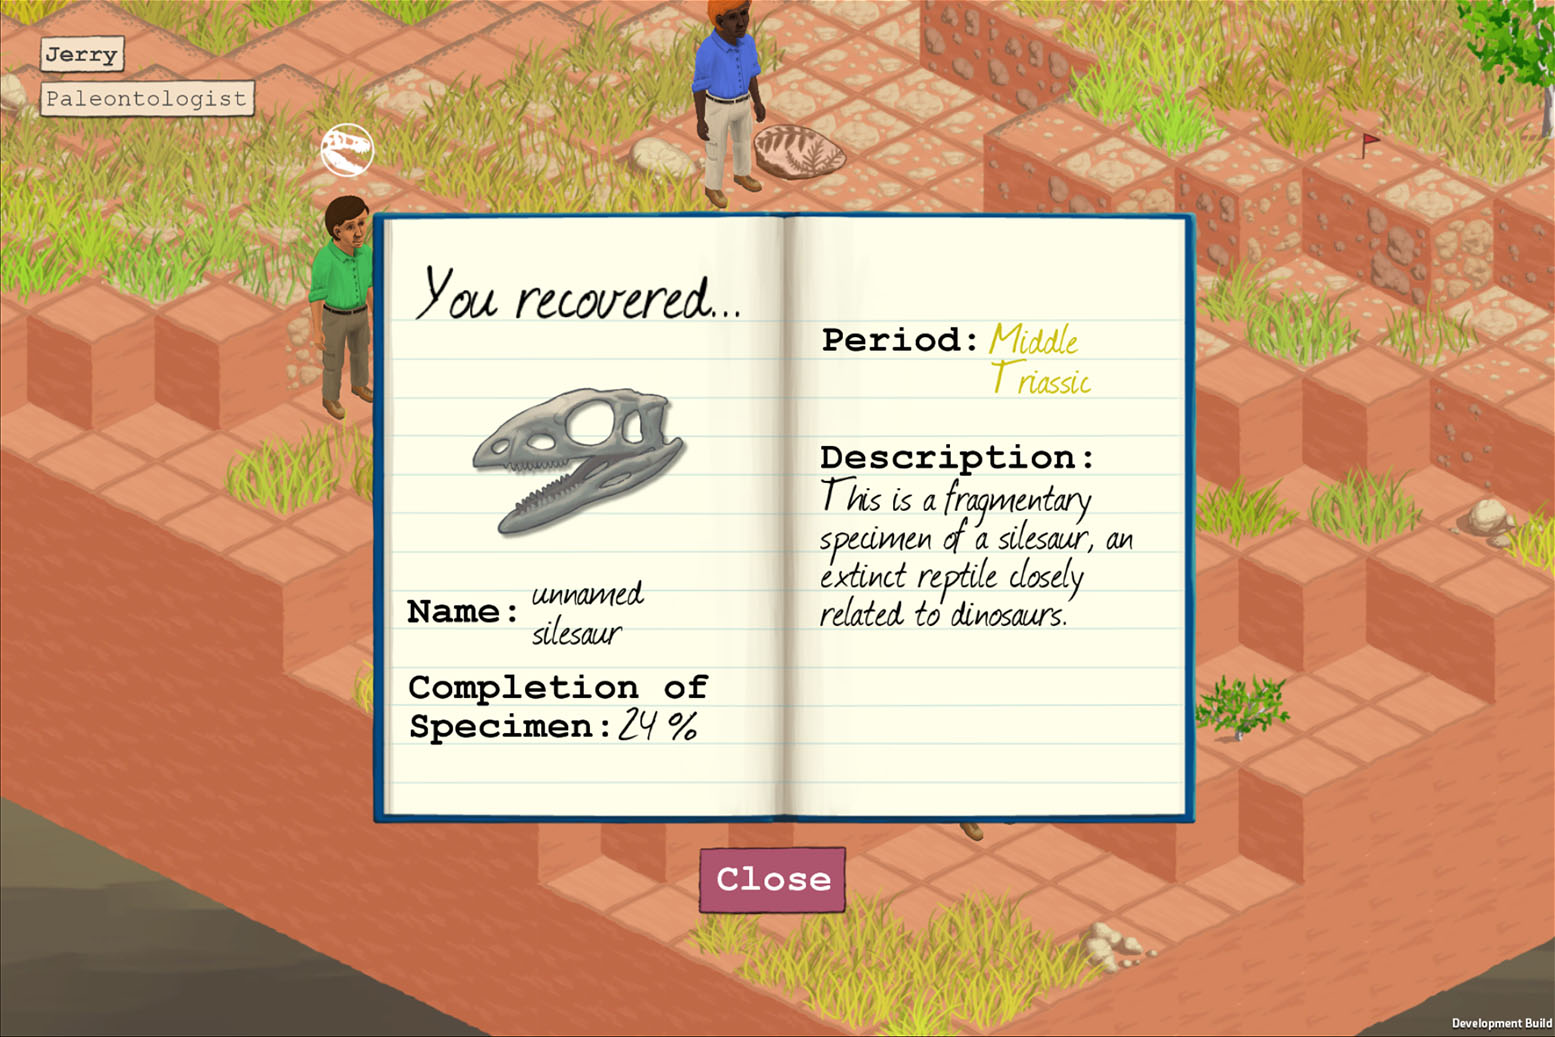 Jerry
Paleontologist
You recovered...
Name: unnamed
silesaur
Completion of
Specimen: 24 %
Period: Middle
Triassic
Description:
This is a fragmentary
specimen of a silesaur, an
extinct reptile closely
related to dinosaurs.
Close
Development Build